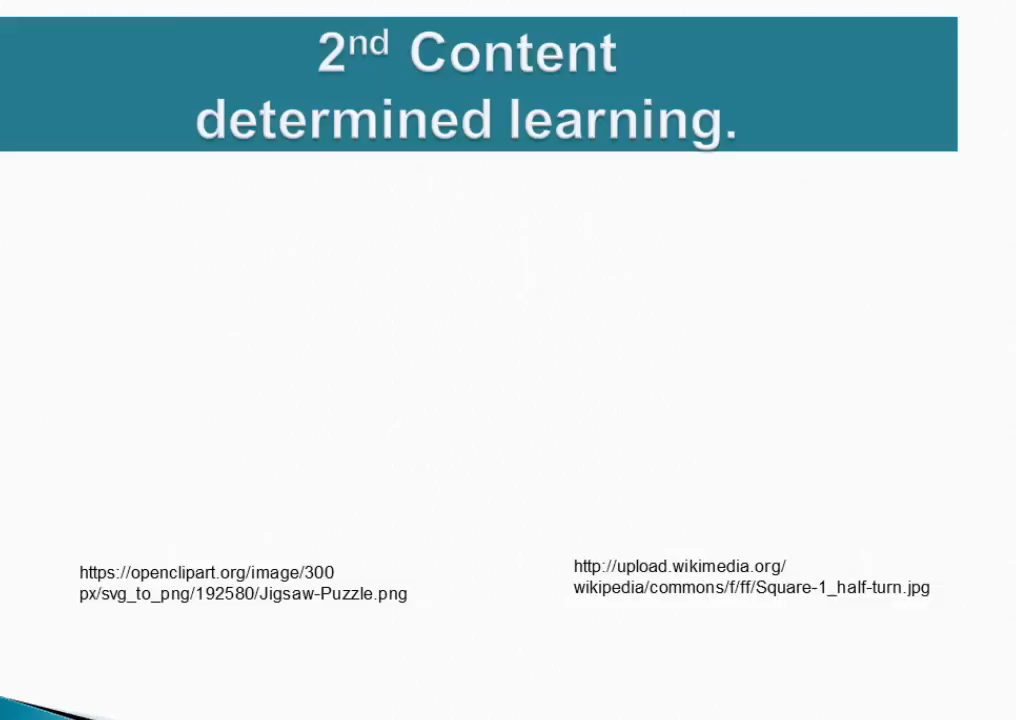 2nd Content
determined learning.
https://openclipart.org/image/300
px/svg_to_png/192580/Jigsaw-Puzzle.png
http://upload.wikimedia.org/
wikipedia/commons/f/ff/Square-1_half-turn.jpg